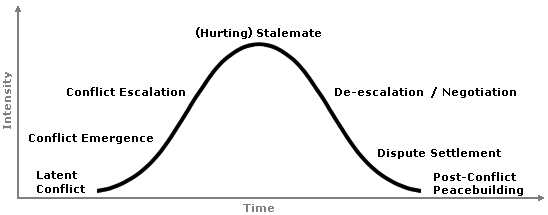 (Hurting) Stalemate
Conflict Escalation
De-escalation / Negotiation
Intensity
Conflict Emergence
Dispute Settlement
Latent
Conflict
Post-Conflict
Peacebuilding
Time